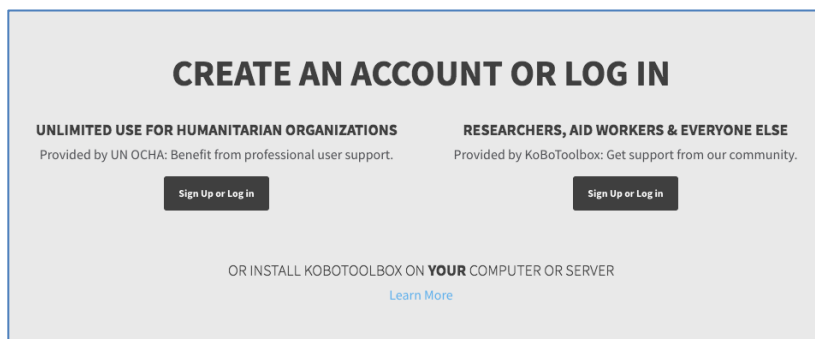 CREATE AN ACCOUNT OR LOG IN
UNLIMITED USE FOR HUMANITARIAN ORGANIZATIONS
Provided by UN OCHA: Benefit from professional user support.
Sign Up or Log in
RESEARCHERS, AID WORKERS & EVERYONE ELSE
Provided by KoBoToolbox: Get support from our community.
Sign Up or Log in
OR INSTALL KOBOTOOLBOX ON YOUR COMPUTER OR SERVER
Learn More